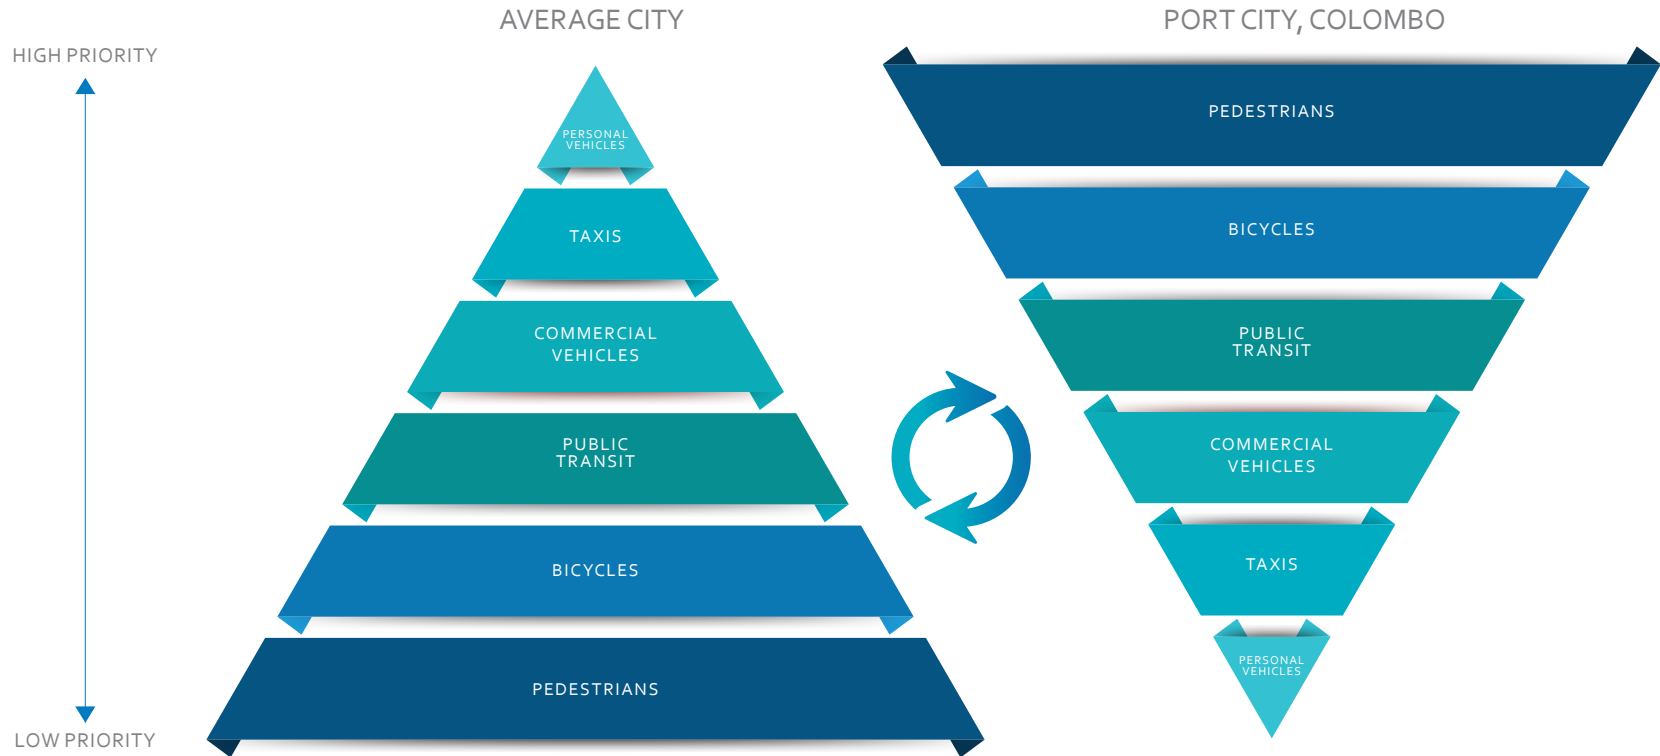 AVERAGE CITY
PORT CITY, COLOMBO
HIGH PRIORITY
PERSONAL
VEHICLES
TAXIS
COMMERCIAL
VEHICLES
PUBLIC
TRANSIT
BICYCLES
PEDESTRIANS
LOW PRIORITY
PEDESTRIANS
BICYCLES
PUBLIC
TRANSIT
COMMERCIAL
VEHICLES
TAXIS
PERSONAL
VEHICLES